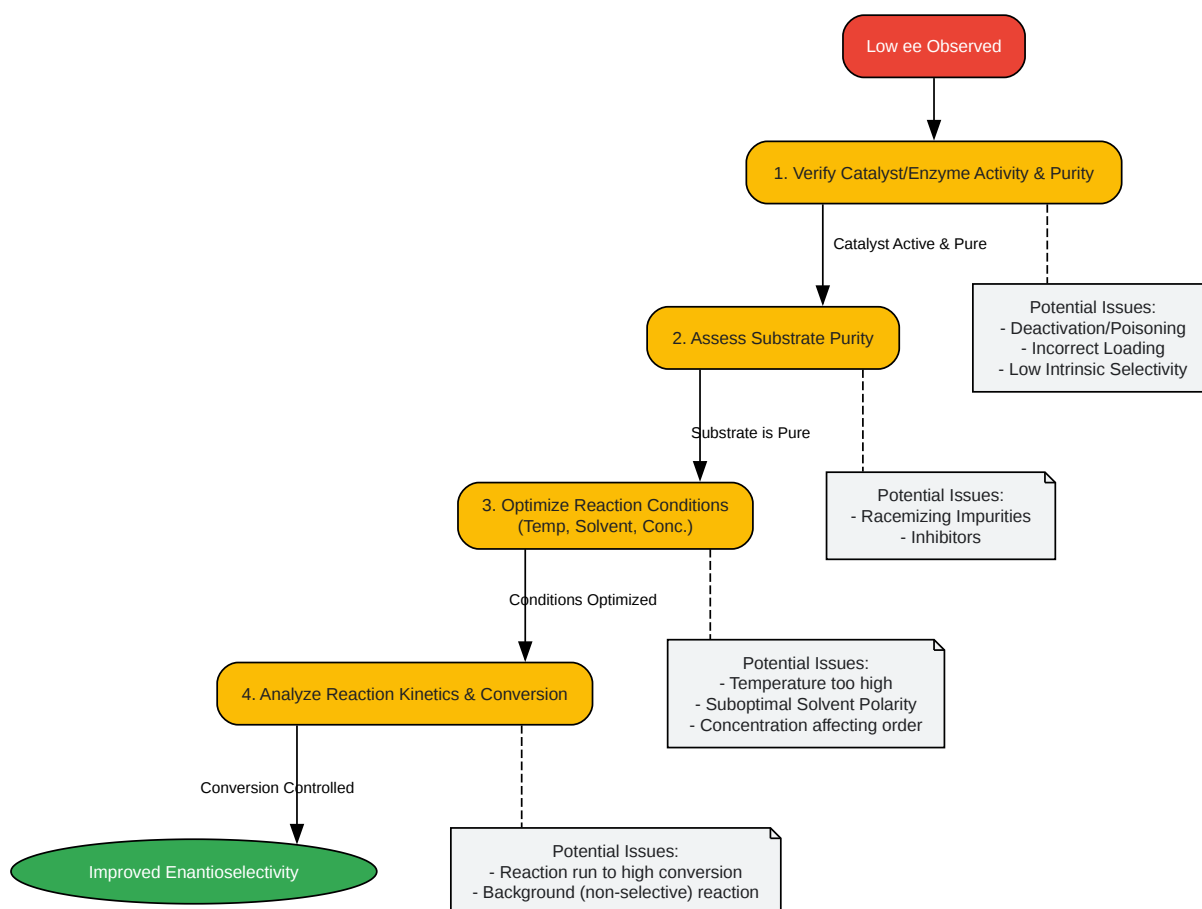 Low ee Observed
1. Verify Catalyst/Enzyme Activity & Purity
Catalyst Active & Pure
Potential Issues:
- Deactivation/Poisoning
- Incorrect Loading
- Low Intrinsic Selectivity
2. Assess Substrate Purity
Substrate is Pure
Potential Issues:
- Racemizing Impurities
- Inhibitors
3. Optimize Reaction Conditions
(Temp, Solvent, Conc.)
Conditions Optimized
Potential Issues:
- Temperature too high
- Suboptimal Solvent Polarity
- Concentration affecting order
4. Analyze Reaction Kinetics & Conversion
Conversion Controlled
Potential Issues:
- Reaction run to high conversion
- Background (non-selective) reaction
Improved Enantioselectivity